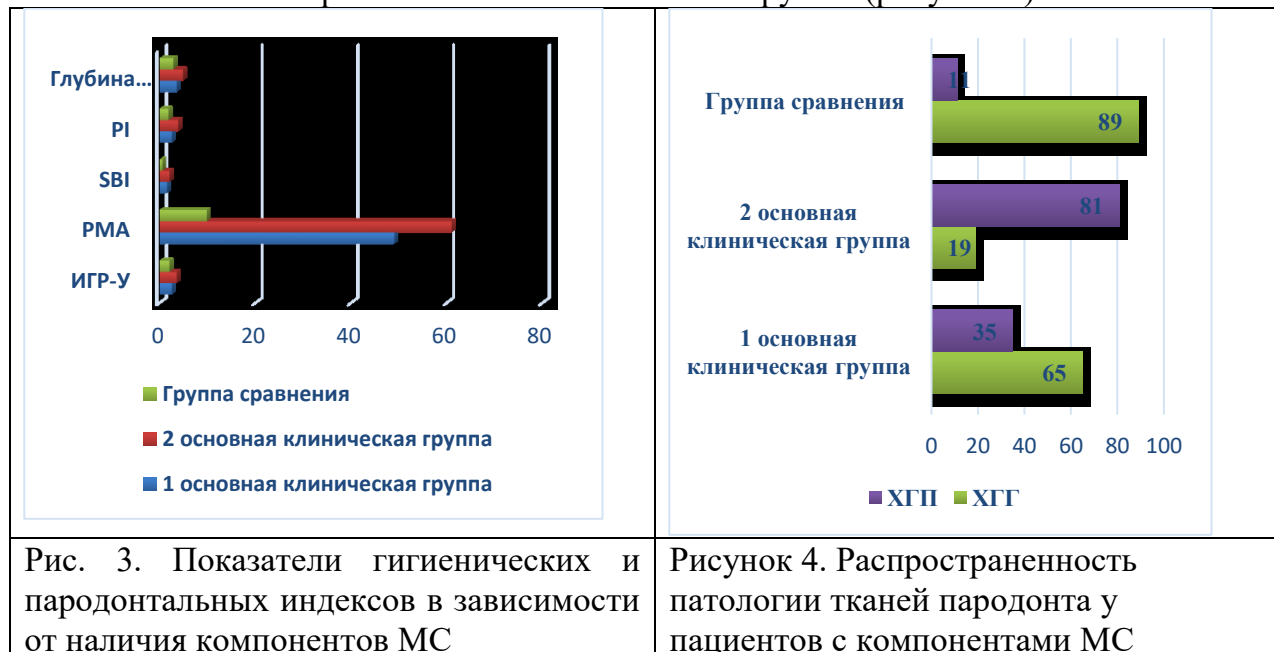 Глубина...
PI
SBI
PMA
ИГР-У
0 20 40 60 80
Группа сравнения
2 основная клиническая группа
1 основная клиническая группа
Группа сравнения
11
89
2 основная
клиническая группа
81
19
1 основная
клиническая группа
35
65
0 20 40 60 80 100
ХГП ХГГ
Рис. 3. Показатели гигиенических и
пародонтальных индексов в зависимости
от наличия компонентов МС
Рисунок 4. Распространенность
патологии тканей пародонта у
пациентов с компонентами МС